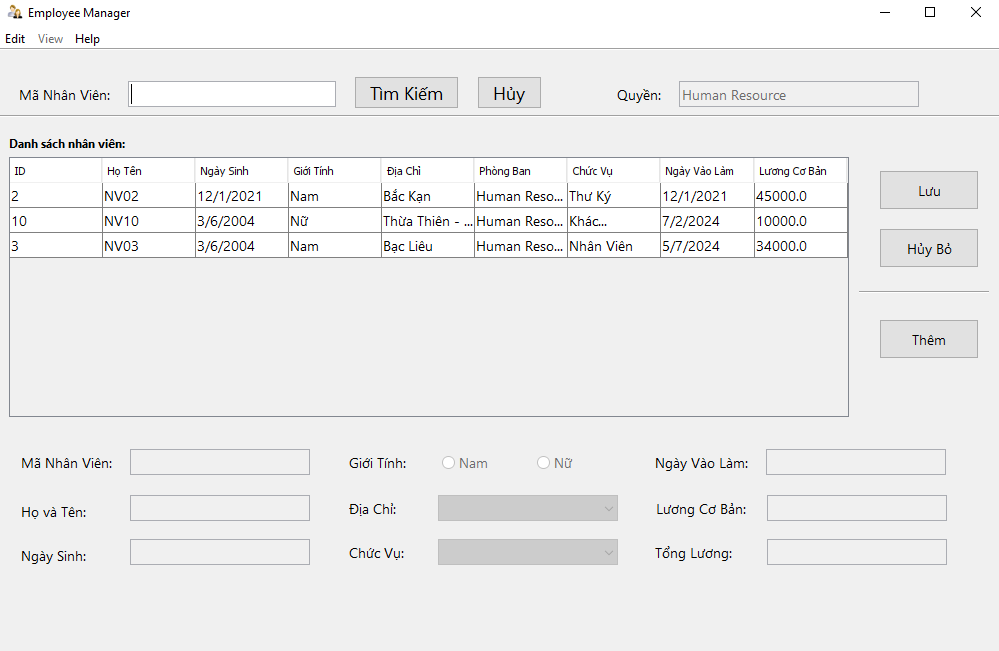 Employee Manager
Edit View Help
Mã Nhân Viên: Tìm Kiếm Hủy Quyền: Human Resource
Danh sách nhân viên:
ID Họ Tên Ngày Sinh Giới Tính Địa Chỉ Phòng Ban Chức Vụ Ngày Vào Làm Lương Cơ Bản
2 NV02 12/1/2021 Nam Bắc Kạn Human Reso... Thư Ký 12/1/2021 45000.0
10 NV10 3/6/2004 Nữ Thừa Thiên - ... Human Reso... Khác... 7/2/2024 10000.0
3 NV03 3/6/2004 Nam Bạc Liêu Human Reso... Nhân Viên 5/7/2024 34000.0
Lưu
Hủy Bỏ
Thêm
Mã Nhân Viên: Giới Tính: Nam Nữ Ngày Vào Làm:
Họ và Tên: Địa Chỉ: Lương Cơ Bản:
Ngày Sinh: Chức Vụ: Tổng Lương: